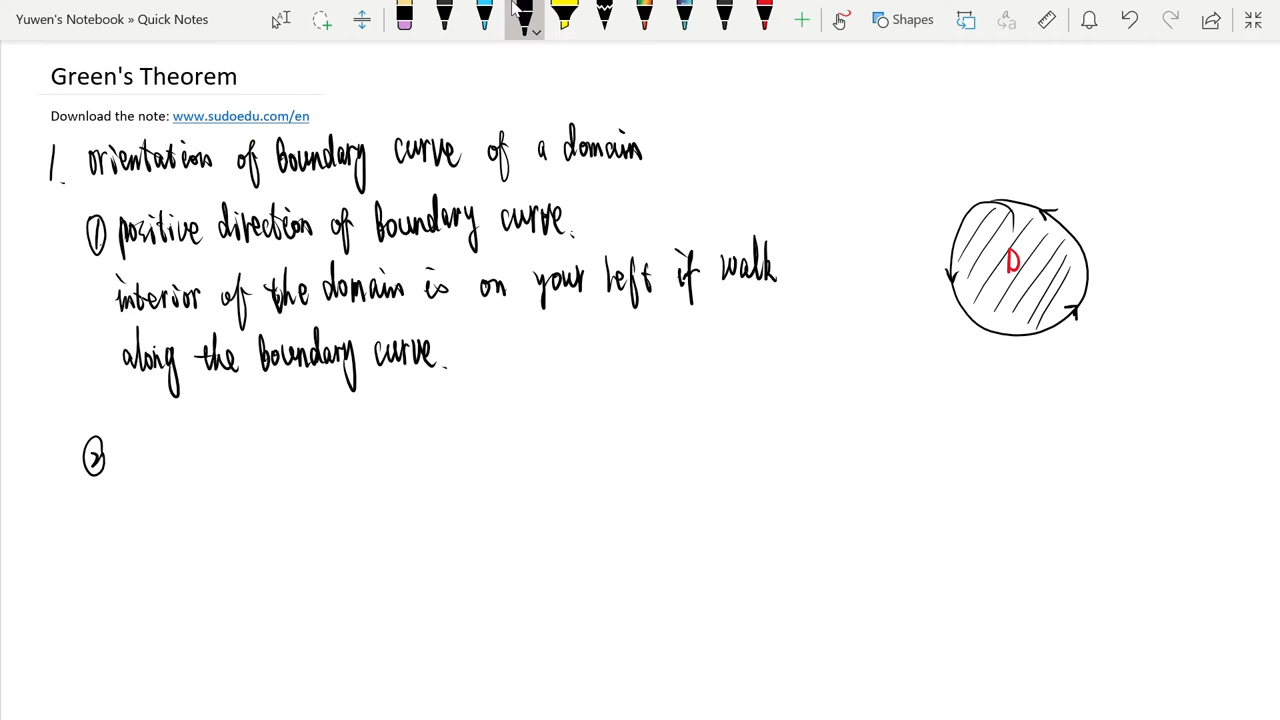 Yuwen's Notebook » Quick Notes
Shapes
Green's Theorem
Download the note: www.sudoedu.com/en
1. orientation of Boundary curve of a domain
① positive direction of Boundary curve.
interior of the domain is on your left if walk
along the Boundary curve.
D
②